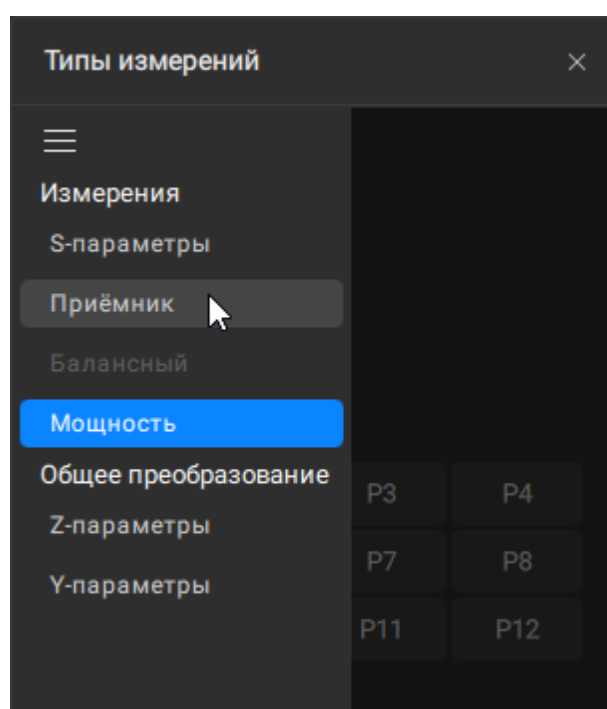 Типы измерений
Измерения
S-параметры
Приёмник
Балансный
Мощность
Общее преобразование
P3 P4
Z-параметры
P7 P8
Y-параметры
P11 P12